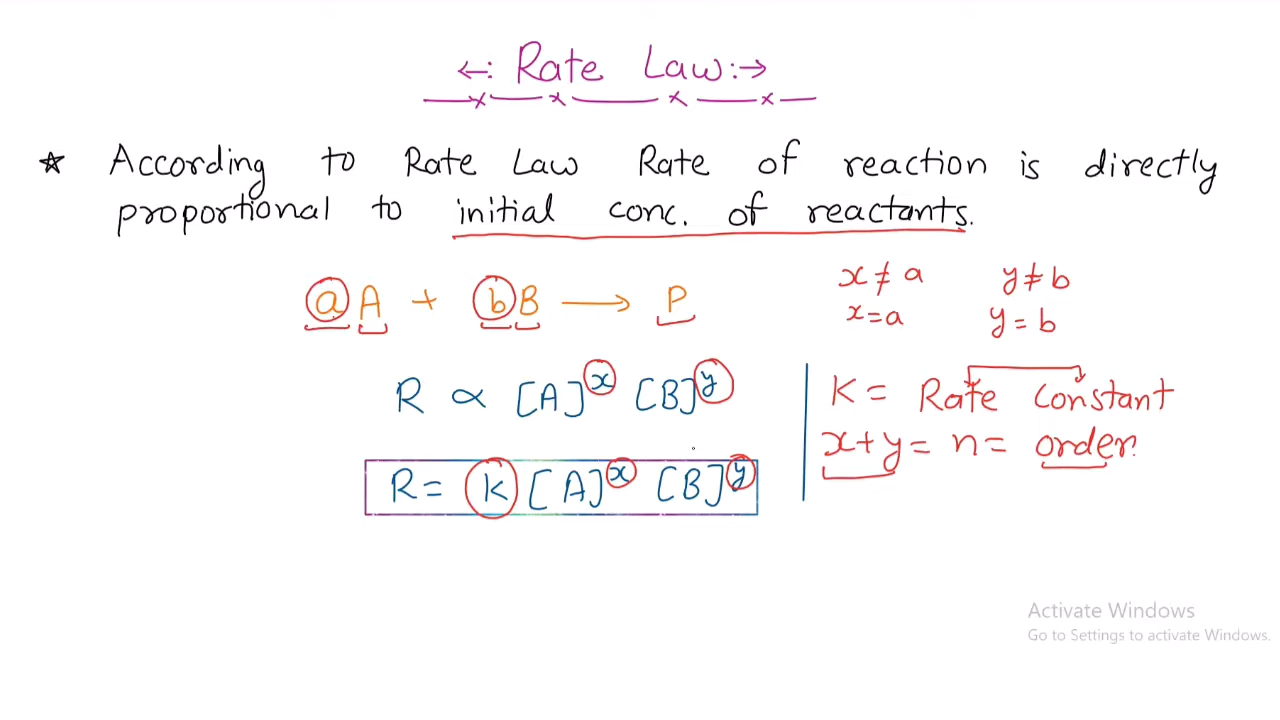 ←: Rate Law:→
☆ According to Rate Law Rate of reaction is directly
proportional to initial conc. of reactants.
aA + bB → P
x ≠ a y ≠ b
x = a y = b
R ∝ [A]^x [B]^y
R = k [A]^x [B]^y
K = Rate Constant
x + y = n = order
Activate Windows
Go to Settings to activate Windows.